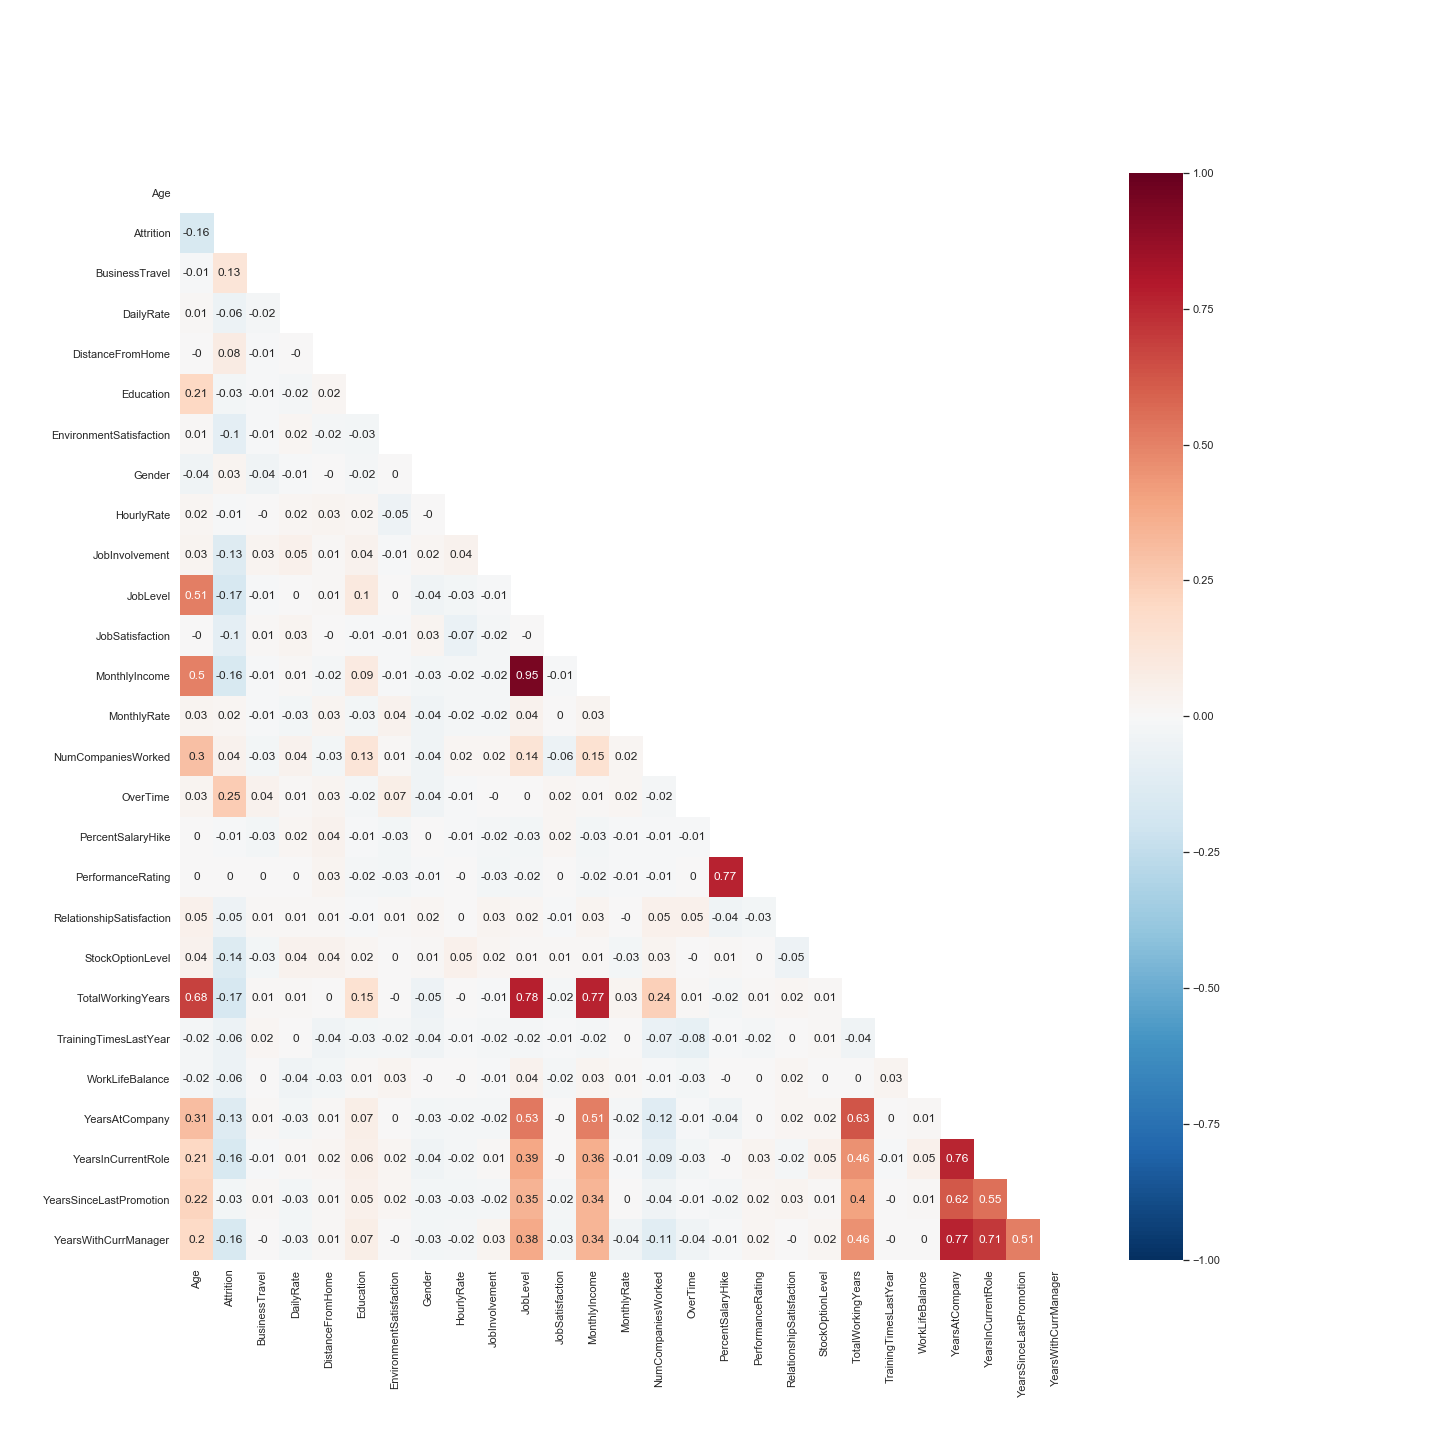 Age
Attrition -0.16
BusinessTravel -0.01 0.13
DailyRate 0.01 -0.06 -0.02
DistanceFromHome -0 0.08 -0.01 -0
Education 0.21 -0.03 -0.01 -0.02 0.02
EnvironmentSatisfaction 0.01 -0.1 -0.01 0.02 -0.02 -0.03
Gender -0.04 0.03 -0.04 -0.01 -0 -0.02 0
HourlyRate 0.02 -0.01 -0 0.02 0.03 0.02 -0.05 -0
JobInvolvement 0.03 -0.13 0.03 0.05 0.01 0.04 -0.01 0.02 0.04
JobLevel 0.51 -0.17 -0.01 0 0.01 0.1 0 -0.04 -0.03 -0.01
JobSatisfaction -0 -0.1 0.01 0.03 -0 -0.01 -0.01 0.03 -0.07 -0.02 -0
MonthlyIncome 0.5 -0.16 -0.01 0.01 -0.02 0.09 -0.01 -0.03 -0.02 -0.02 0.95 -0.01
MonthlyRate 0.03 0.02 -0.01 -0.03 0.03 -0.03 0.04 -0.04 -0.02 -0.02 0.04 0 0.03
NumCompaniesWorked 0.3 0.04 -0.03 0.04 -0.03 0.13 0.01 -0.04 0.02 0.02 0.14 -0.06 0.15 0.02
OverTime 0.03 0.25 0.04 0.01 0.03 -0.02 0.07 -0.04 -0.01 -0 0 0.02 0.01 0.02 -0.02
PercentSalaryHike 0 -0.01 -0.03 0.02 0.04 -0.01 -0.03 0 -0.01 -0.02 -0.03 0.02 -0.03 -0.01 -0.01 -0.01
PerformanceRating 0 0 0 0 0.03 -0.02 -0.03 -0.01 -0 -0.03 -0.02 0 -0.02 -0.01 -0.01 0 0.77
RelationshipSatisfaction 0.05 -0.05 0.01 0.01 0.01 -0.01 0.01 0.02 0 0.03 0.02 -0.01 0.03 -0 0.05 0.05 -0.04 -0.03
StockOptionLevel 0.04 -0.14 -0.03 0.04 0.04 0.02 0 0.01 0.05 0.02 0.01 0.01 0.01 -0.03 0.03 -0 0.01 0 -0.05
TotalWorkingYears 0.68 -0.17 0.01 0.01 0 0.15 -0 -0.05 -0 -0.01 0.78 -0.02 0.77 0.03 0.24 0.01 -0.02 0.01 0.02 0.01
TrainingTimesLastYear -0.02 -0.06 0.02 0 -0.04 -0.03 -0.02 -0.04 -0.01 -0.02 -0.02 -0.01 -0.02 0 -0.07 -0.08 -0.01 -0.02 0 0.01 -0.04
WorkLifeBalance -0.02 -0.06 0 -0.04 -0.03 0.01 0.03 -0 -0 -0.01 0.04 -0.02 0.03 0.01 -0.01 -0.03 -0 0 0.02 0 0 0.03
YearsAtCompany 0.31 -0.13 0.01 -0.03 0.01 0.07 0 -0.03 -0.02 -0.02 0.53 -0 0.51 -0.02 -0.12 -0.01 -0.04 0 0.02 0.02 0.63 0 0.01
YearsInCurrentRole 0.21 -0.16 -0.01 0.01 0.02 0.06 0.02 -0.04 -0.02 0.01 0.39 -0 0.36 -0.01 -0.09 -0.03 -0 0.03 -0.02 0.05 0.46 -0.01 0.05 0.76
YearsSinceLastPromotion 0.22 -0.03 0.01 -0.03 0.01 0.05 0.02 -0.03 -0.03 -0.02 0.35 -0.02 0.34 0 -0.04 -0.01 -0.02 0.02 0.03 0.01 0.4 -0 0.01 0.62 0.55
YearsWithCurrManager 0.2 -0.16 -0 -0.03 0.01 0.07 -0 -0.03 -0.02 0.03 0.38 -0.03 0.34 -0.04 -0.11 -0.04 -0.01 0.02 -0 0.02 0.46 -0 0 0.77 0.71 0.51
Age
Attrition
BusinessTravel
DailyRate
DistanceFromHome
Education
EnvironmentSatisfaction
Gender
HourlyRate
JobInvolvement
JobLevel
JobSatisfaction
MonthlyIncome
MonthlyRate
NumCompaniesWorked
OverTime
PercentSalaryHike
PerformanceRating
RelationshipSatisfaction
StockOptionLevel
TotalWorkingYears
TrainingTimesLastYear
WorkLifeBalance
YearsAtCompany
YearsInCurrentRole
YearsSinceLastPromotion
YearsWithCurrManager
1.00
0.75
0.50
0.25
0.00
−0.25
−0.50
−0.75
−1.00